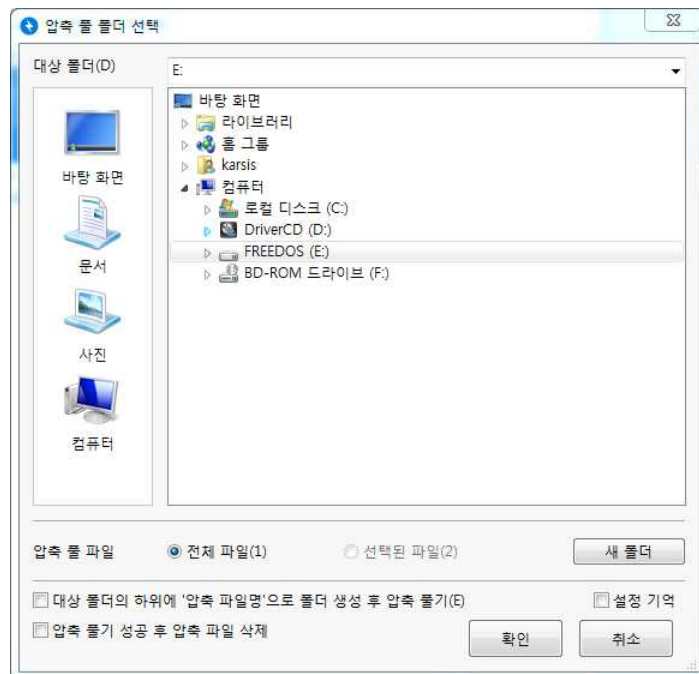 압축 풀 폴더 선택
대상 폴더(D)
E:
바탕 화면
라이브러리
홈 그룹
karsis
컴퓨터
로컬 디스크 (C:)
DriverCD (D:)
FREEDOS (E:)
BD-ROM 드라이브 (F:)
바탕 화면
문서
사진
컴퓨터
압축 풀 파일
전체 파일(1)
선택된 파일(2)
새 폴더
대상 폴더의 하위에 '압축 파일명'으로 폴더 생성 후 압축 풀기(E)
설정 기억
압축 풀기 성공 후 압축 파일 삭제
확인
취소